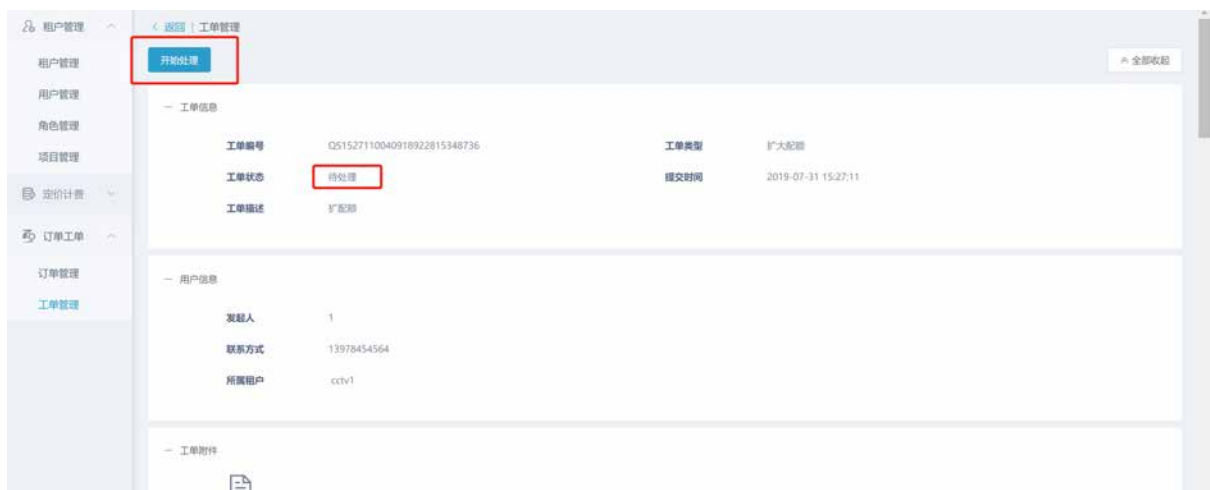 租户管理
租户管理
用户管理
角色管理
项目管理
定价计费
订单工单
订单管理
工单管理
< 返回 | 工单管理
开始处理
全部收起
工单信息
工单编号 QS15271100409189228153487​36 工单类型 扩大配额
工单状态 待处理 提交时间 2019-07-31 15:27:11
工单描述 扩配额
用户信息
发起人 1
联系方式 13978454564
所属租户 cctv1
工单附件